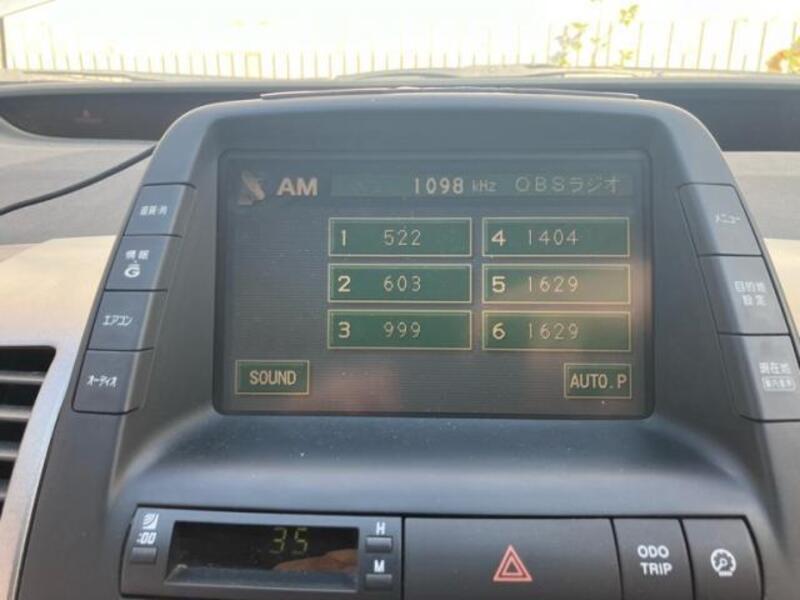 AM 1098 kHz OBSラジオ
1 522
4 1404
2 603
5 1629
3 999
6 1629
SOUND
AUTO.P
情報
G
エアコン
オーディオ
メニュー
目的地
設定
現在地
:00
35
H
M
ODO
TRIP